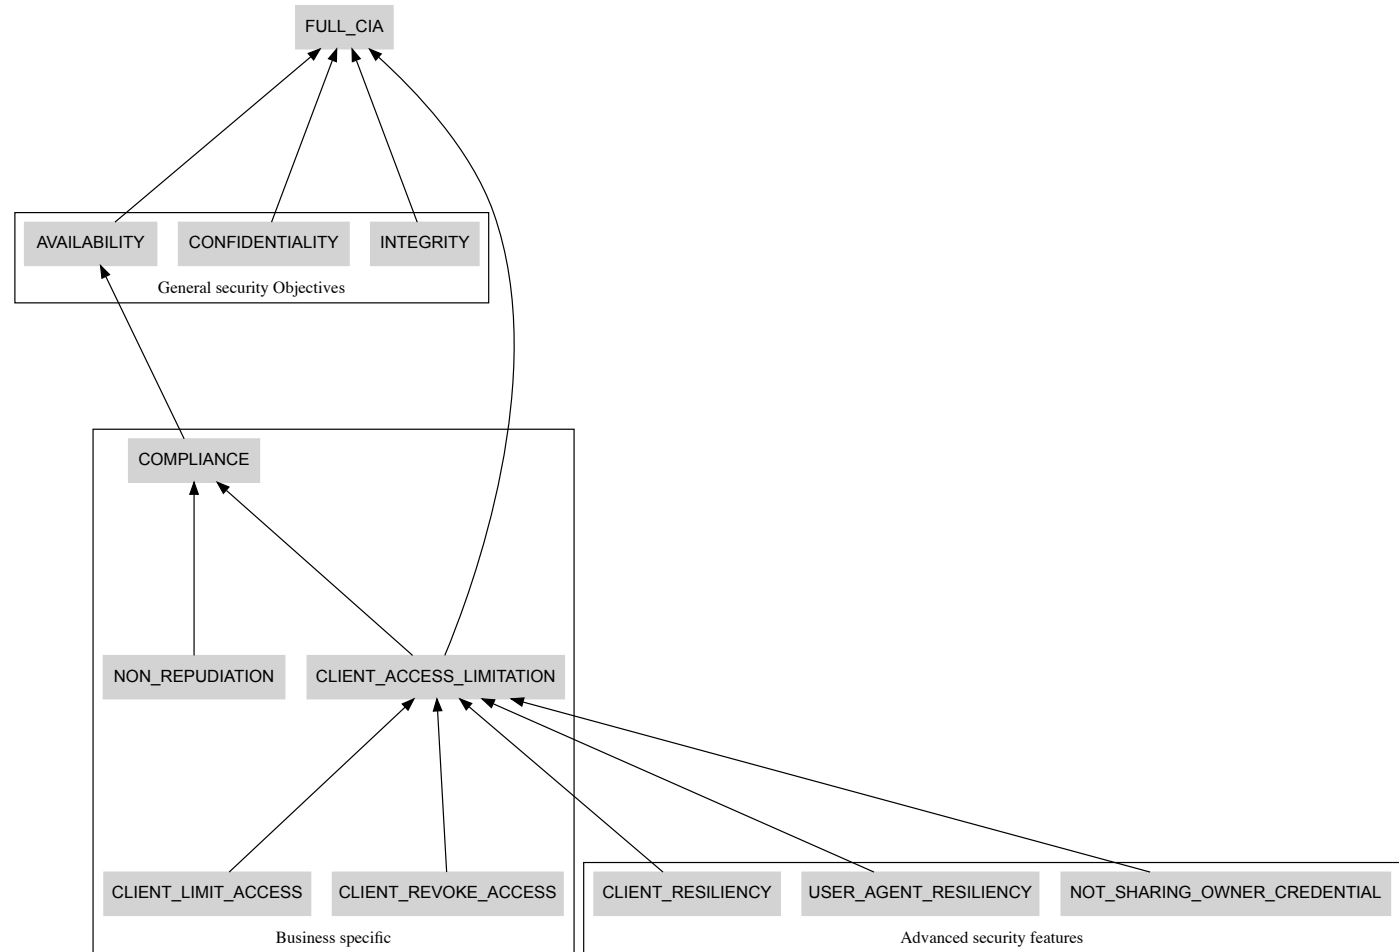 FULL_CIA
AVAILABILITY
CONFIDENTIALITY
INTEGRITY
General security Objectives
COMPLIANCE
NON_REPUDIATION
CLIENT_ACCESS_LIMITATION
CLIENT_LIMIT_ACCESS
CLIENT_REVOKE_ACCESS
CLIENT_RESILIENCY
USER_AGENT_RESILIENCY
NOT_SHARING_OWNER_CREDENTIAL
Business specific
Advanced security features